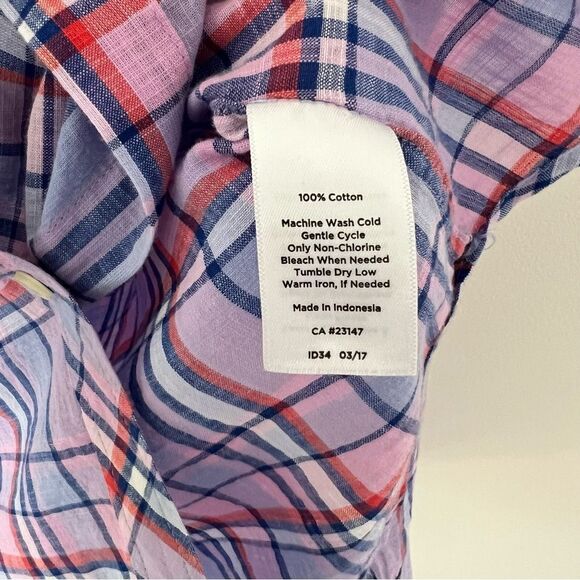 100% Cotton
Machine Wash Cold
Gentle Cycle
Only Non-Chlorine
Bleach When Needed
Tumble Dry Low
Warm Iron, If Needed
Made In Indonesia
CA #23147
ID34 03/17